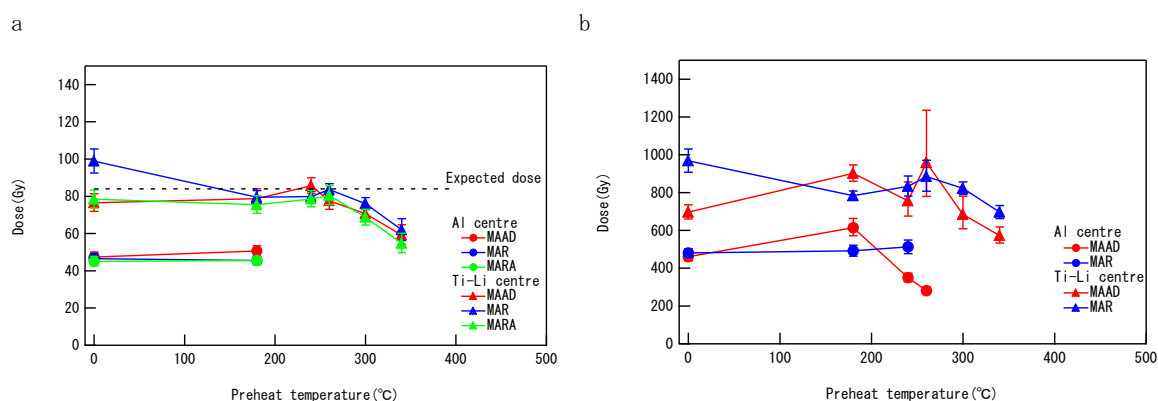 a
140
120
100
80
60
40
20
0
Dose(Gy)
0 100 200 300 400 500
Preheat temperature(℃)
Expected dose
Al centre
MAAD
MAR
MARA
Ti-Li centre
MAAD
MAR
MARA
b
1400
1200
1000
800
600
400
200
0
Dose(Gy)
0 100 200 300 400 500
Preheat temperature(℃)
Al centre
MAAD
MAR
Ti-Li centre
MAAD
MAR